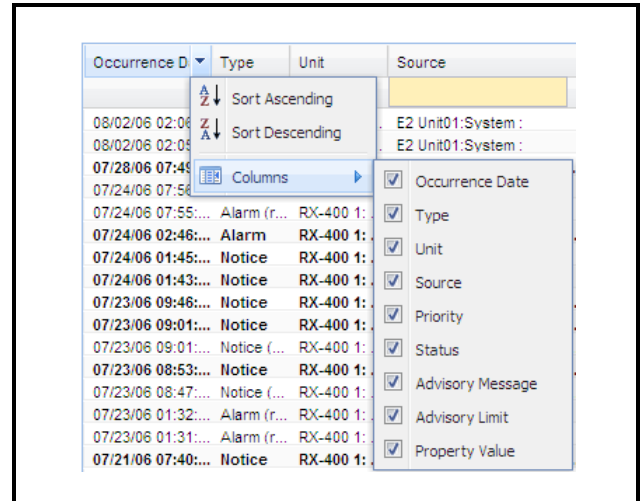 Occurrence D Type Unit Source
Sort Ascending
08/02/06 02:06 . E2 Unit01:System :
Sort Descending
08/02/06 02:05 . E2 Unit01:System :
07/28/06 07:49
Columns Occurrence Date
07/24/06 07:56
07/24/06 07:55:... Alarm (r... RX-400 1: . Type
07/24/06 02:46:... Alarm RX-400 1: .
07/24/06 01:45:... Notice RX-400 1: . Unit
07/24/06 01:43:... Notice RX-400 1: . Source
07/23/06 09:46:... Notice RX-400 1: .
07/23/06 09:01:... Notice RX-400 1: . Priority
07/23/06 09:01:... Notice (... RX-400 1: . Status
07/23/06 08:53:... Notice RX-400 1: .
07/23/06 08:47:... Notice (... RX-400 1: . Advisory Message
07/23/06 01:32:... Alarm (r... RX-400 1: . Advisory Limit
07/23/06 01:31:... Alarm (r... RX-400 1: .
07/21/06 07:40:... Notice RX-400 1: . Property Value